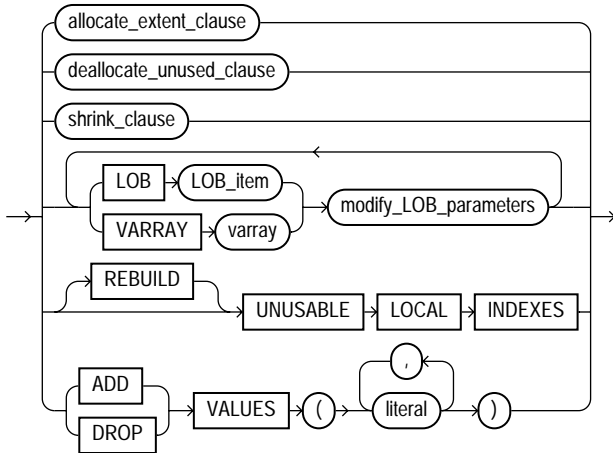 allocate_extent_clause
deallocate_unused_clause
shrink_clause
LOB LOB_item
VARRAY varray
modify_LOB_parameters
REBUILD
UNUSABLE LOCAL INDEXES
,
ADD
VALUES ( literal )
DROP